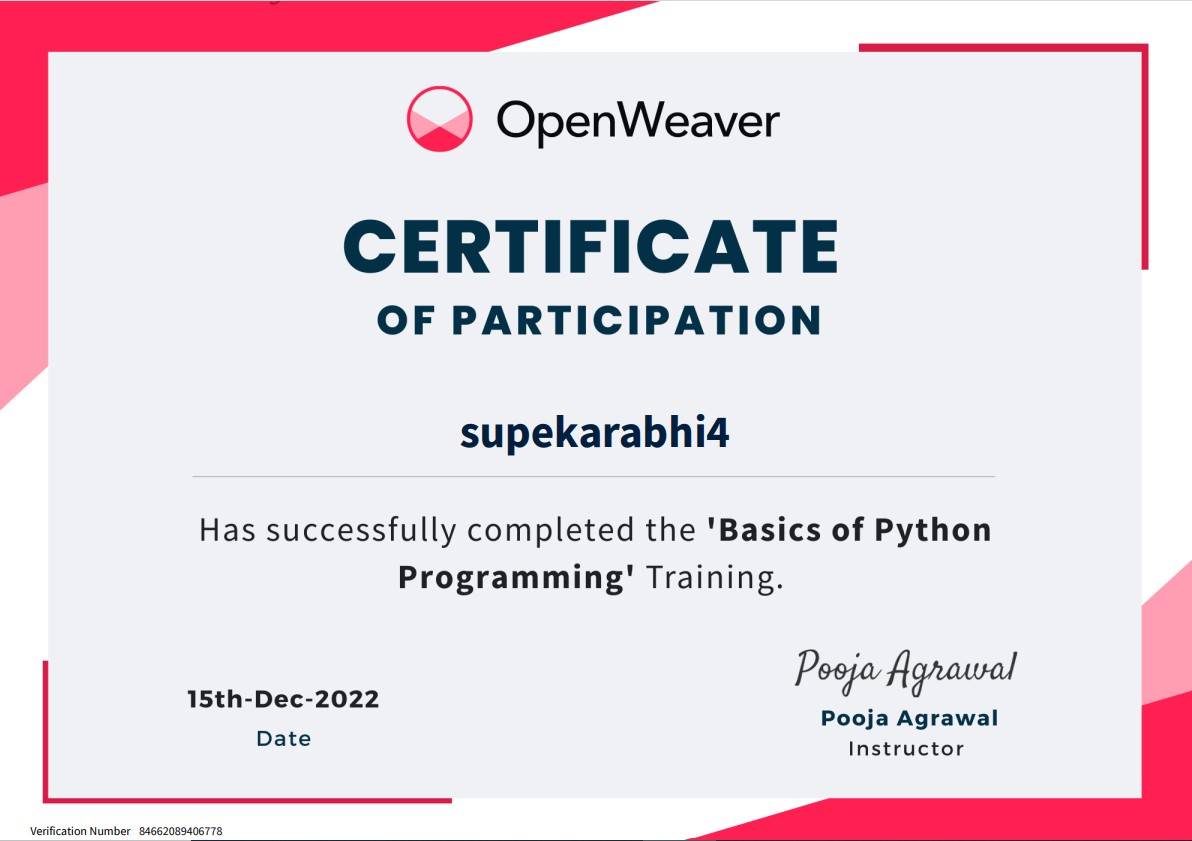 OpenWeaver
CERTIFICATE
OF PARTICIPATION
supekarabhi4
Has successfully completed the 'Basics of Python
Programming' Training.
15th-Dec-2022
Date
Pooja Agrawal
Pooja Agrawal
Instructor
Verification Number 84662089406778